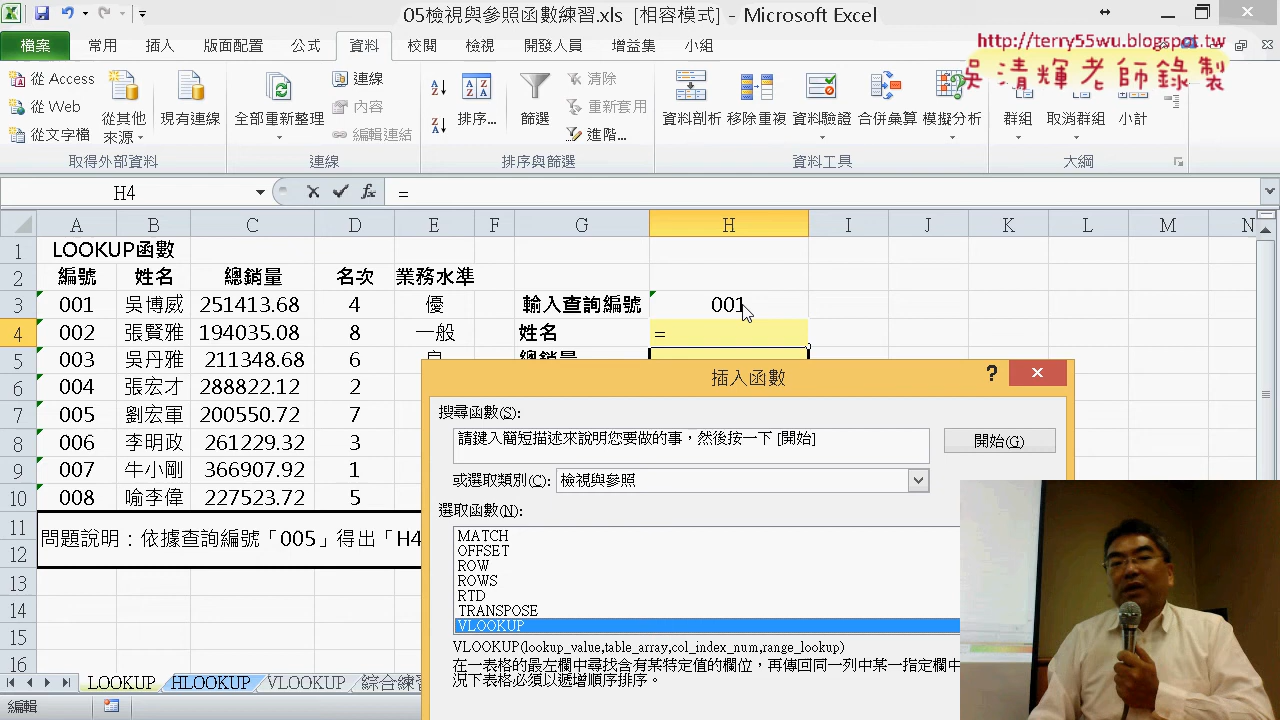 05檢視與參照函數練習.xls [相容模式] - Microsoft Excel
http://terry55wu.blogspot.tw
吳清輝老師錄製
檔案 常用 插入 版面配置 公式 資料 校閱 檢視 開發人員 增益集 小組
從 Access
從 Web
從文字檔
從其他來源
現有連線
全部重新整理
連線
內容
編輯連結
排序...
篩選
清除
重新套用
進階...
資料剖析 移除重複 資料驗證 合併彙算 模擬分析
群組 取消群組 小計
取得外部資料 連線 排序與篩選 資料工具 大綱
H4 fx =
A B C D E F G H I J K L M N
1 LOOKUP函數
2 編號 姓名 總銷量 名次 業務水準
3 001 吳博威 251413.68 4 優 輸入查詢編號 001
4 002 張賢雅 194035.08 8 一般 姓名 =
5 003 吳丹雅 211348.68 6 良 總銷量
6 004 張宏才 288822.12 2
7 005 劉宏軍 200550.72 7
8 006 李明政 261229.32 3
9 007 牛小剛 366907.92 1
10 008 喻李偉 227523.72 5
11
問題說明：依據查詢編號「005」得出「H4
12
13
14
15
16
插入函數
?
搜尋函數(S):
請鍵入簡短描述來說明您要做的事，然後按一下 [開始]
開始(G)
或選取類別(C): 檢視與參照
選取函數(N):
MATCH
OFFSET
ROW
ROWS
RTD
TRANSPOSE
VLOOKUP
VLOOKUP(lookup_value,table_array,col_index_num,range_lookup)
在一表格的最左欄中尋找含有某特定值的欄位，再傳回同一列中某一指定欄中
況下表格必須以遞增順序排序。
LOOKUP HLOOKUP VLOOKUP 綜合練習
編輯